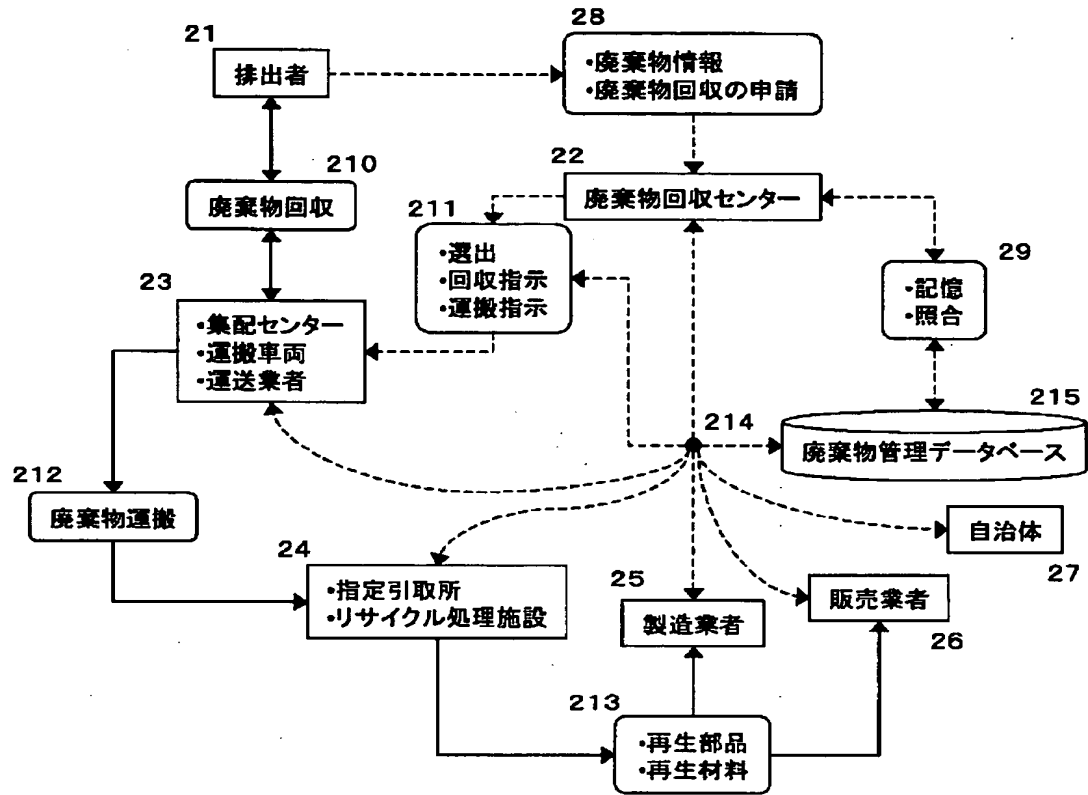 28
21
排出者
・廃棄物情報
・廃棄物回収の申請
210
22
廃棄物回収
廃棄物回収センター
211
・選出
・回収指示
・運搬指示
29
・記憶
・照合
23
・集配センター
・運搬車両
・運送業者
215
214
廃棄物管理データベース
212
廃棄物運搬
自治体
27
24
・指定引取所
・リサイクル処理施設
25
製造業者
販売業者
26
213
・再生部品
・再生材料